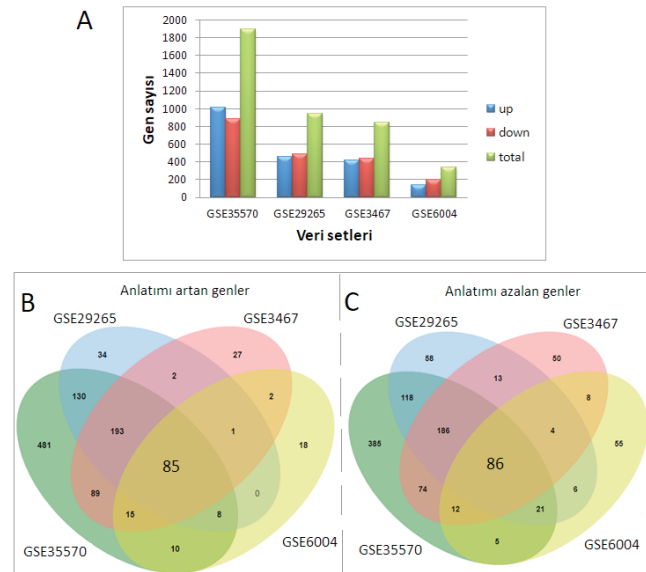 A
2000
1800
1600
1400
1200
1000
800
600
400
200
0
Gen sayısı
GSE35570
GSE29265
GSE3467
GSE6004
Veri setleri
up
down
total
B
Anlatımı artan genler
GSE29265
GSE3467
34
27
2
130
2
193
1
481
18
85
89
0
15
8
10
GSE35570
GSE6004
C
Anlatımı azalan genler
GSE29265
GSE3467
58
50
13
118
8
186
4
385
55
86
74
6
12
21
5
GSE35570
GSE6004